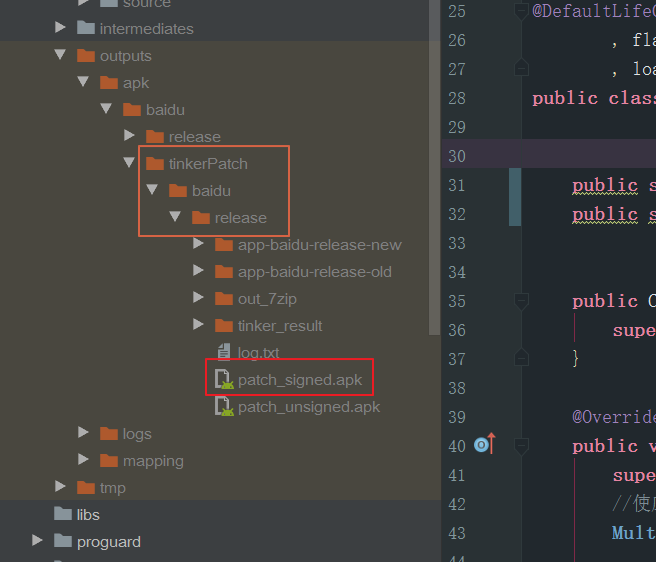 source
intermediates
outputs
apk
baidu
release
tinkerPatch
baidu
release
app-baidu-release-new
app-baidu-release-old
out_7zip
tinker_result
log.txt
patch_signed.apk
patch_unsigned.apk
logs
mapping
tmp
libs
proguard
25 @DefaultLifeC
26 , fla
27 , loa
28 public class
29
30
31 public s
32 public s
33
34
35 public O
36 supe
37 }
38
39 @Override
40 public v
41 supe
42 //使
43 Mult
44